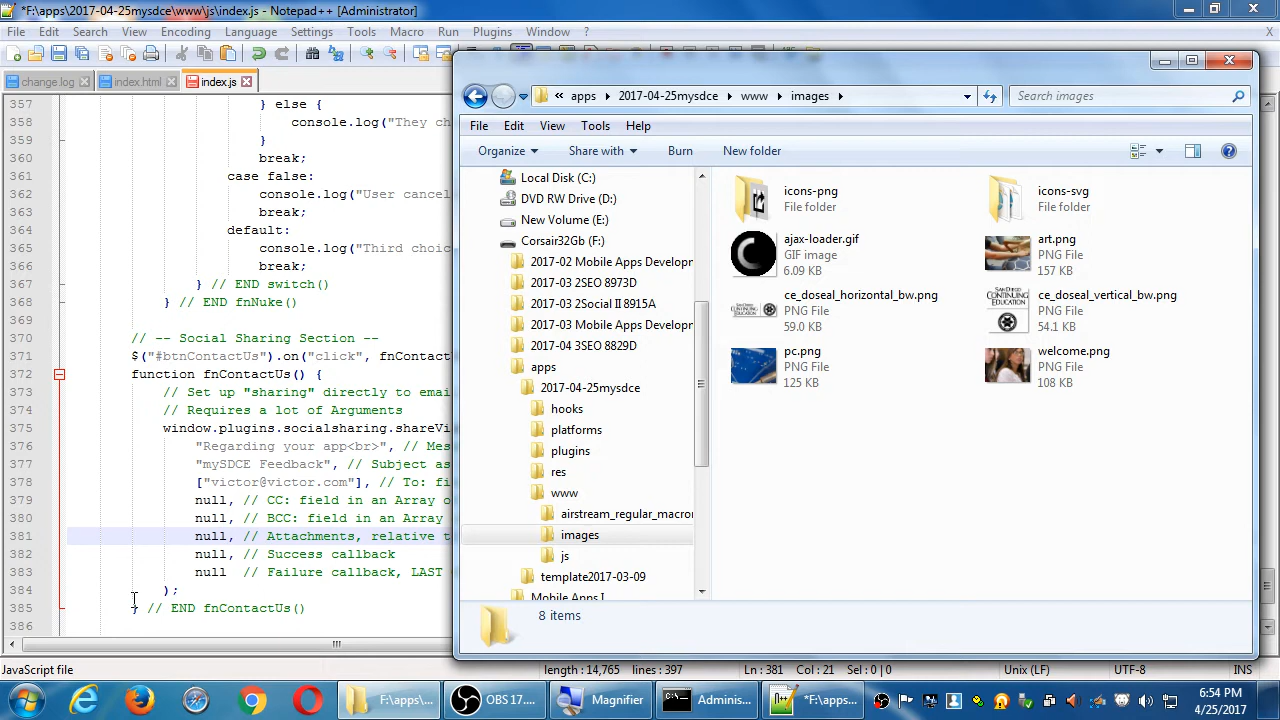 *F:\apps\2017-04-25mysdce\www\js\index.js - Notepad++ [Administrator]
File Edit Search View Encoding Language Settings Tools Macro Run Plugins Window ? X
change.log index.html index.js
357 } else {
358 console.log("They ch
359 }
360 break;
361 case false:
362 console.log("User cancel
363 break;
364 default:
365 console.log("Third choic
366 break;
367 } // END switch()
368 } // END fnNuke()
369
370 // -- Social Sharing Section --
371 $("#btnContactUs").on("click", fnContact
372 function fnContactUs() {
373 // Set up "sharing" directly to emai
374 // Requires a lot of Arguments
375 window.plugins.socialsharing.shareVi
376 "Regarding your app<br>", // Mes
377 "mySDCE Feedback", // Subject as
378 ["victor@victor.com"], // To: fi
379 null, // CC: field in an Array o
380 null, // BCC: field in an Array
381 null, // Attachments, relative t
382 null, // Success callback
383 null // Failure callback, LAST
384 );
385 } // END fnContactUs()
386
« apps 2017-04-25mysdce www images
Search images
File Edit View Tools Help
Organize Share with Burn New folder
Local Disk (C:)
DVD RW Drive (D:)
New Volume (E:)
Corsair32Gb (F:)
2017-02 Mobile Apps Developr
2017-03 2SEO 8973D
2017-03 2Social II 8915A
2017-03 Mobile Apps Developr
2017-04 3SEO 8829D
apps
2017-04-25mysdce
hooks
platforms
plugins
res
www
airstream_regular_macror
images
js
template2017-03-09
Mobile Apps I
icons-png
File folder
icons-svg
File folder
ajax-loader.gif
GIF image
6.09 KB
art.png
PNG File
157 KB
ce_doseal_horizontal_bw.png
PNG File
59.0 KB
SAN DIEGO
CONTINUING
EDUCATION
ce_doseal_vertical_bw.png
PNG File
54.1 KB
pc.png
PNG File
125 KB
welcome.png
PNG File
108 KB
8 items
JavaScript file length : 14,765 lines : 397 Ln : 381 Col : 21 Sel : 0 | 0 Unix (LF) UTF-8 INS
F:\apps\... OBS 17.... Magnifier Adminis... *F:\apps...
6:54 PM
4/25/2017